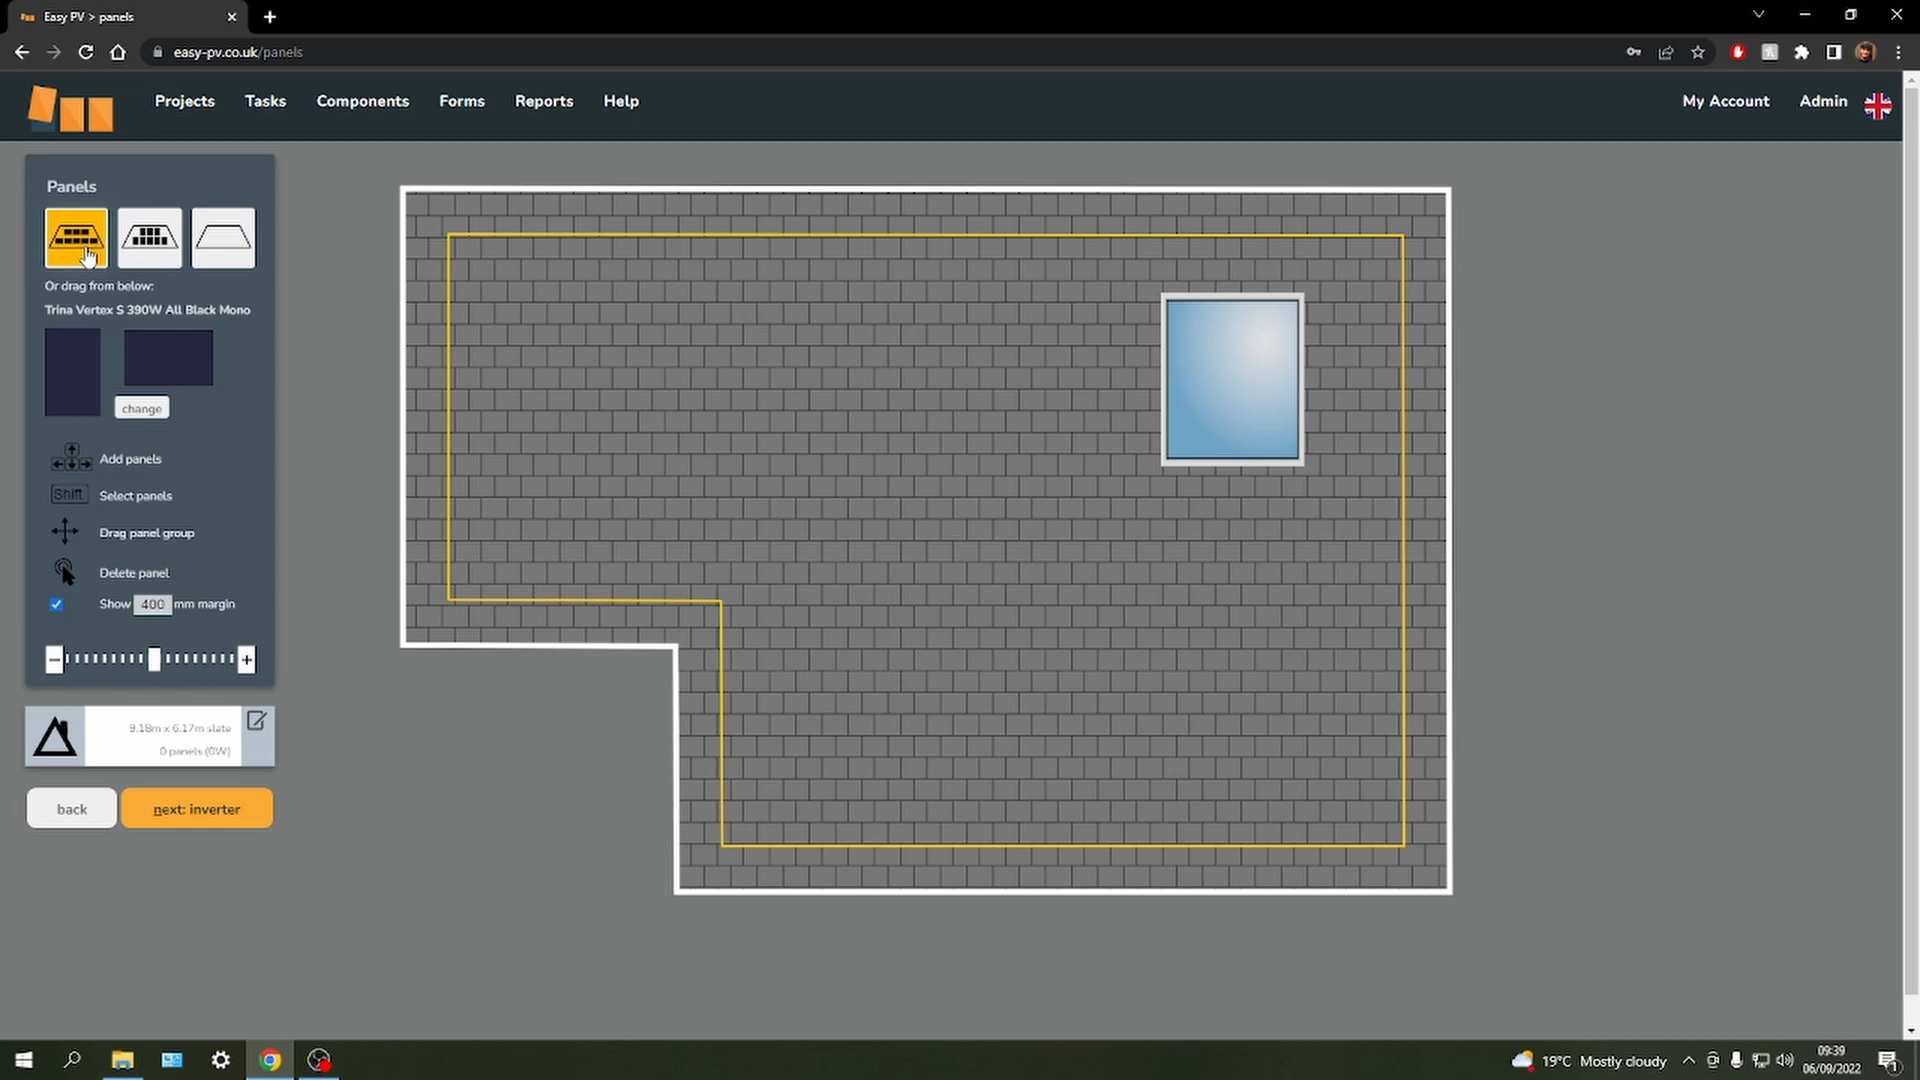 Easy PV > panels
easy-pv.co.uk/panels
Projects Tasks Components Forms Reports Help
My Account Admin
Panels
Or drag from below:
Trina Vertex S 390W All Black Mono
change
Add panels
Shift Select panels
Drag panel group
Delete panel
Show 400 mm margin
9.18m x 6.17m slate
0 panels (0W)
back next: inverter
19°C Mostly cloudy
09:39
06/09/2022
1